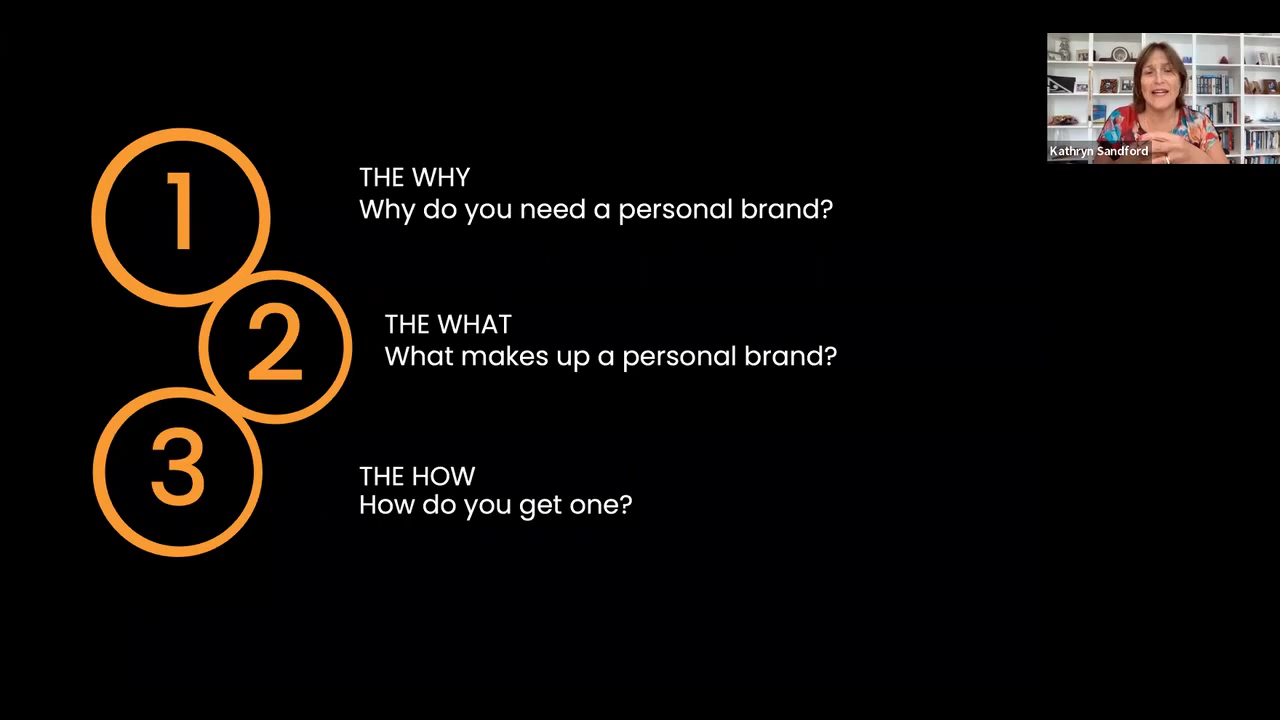 1
THE WHY
Why do you need a personal brand?
2
THE WHAT
What makes up a personal brand?
3
THE HOW
How do you get one?
Kathryn Sandford